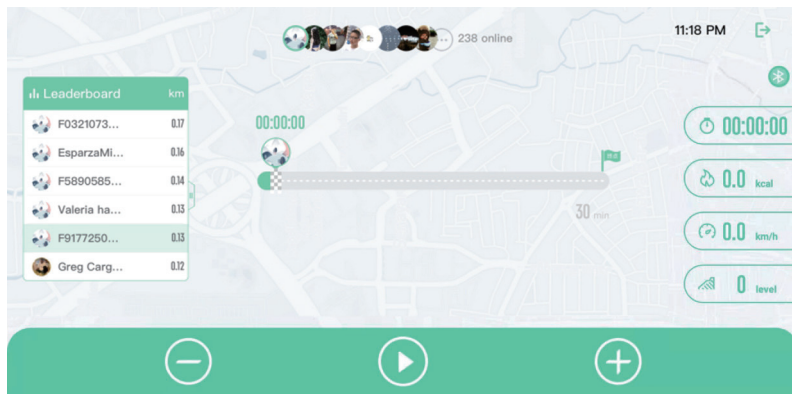 238 online
11:18 PM
Leaderboard km
F0321073... 0.17
EsparzaMi... 0.16
F5890585... 0.14
Valeria ha... 0.13
F9177250... 0.13
Greg Carg... 0.12
00:00:00
30 min
00:00:00
0.0 kcal
0.0 km/h
0 level